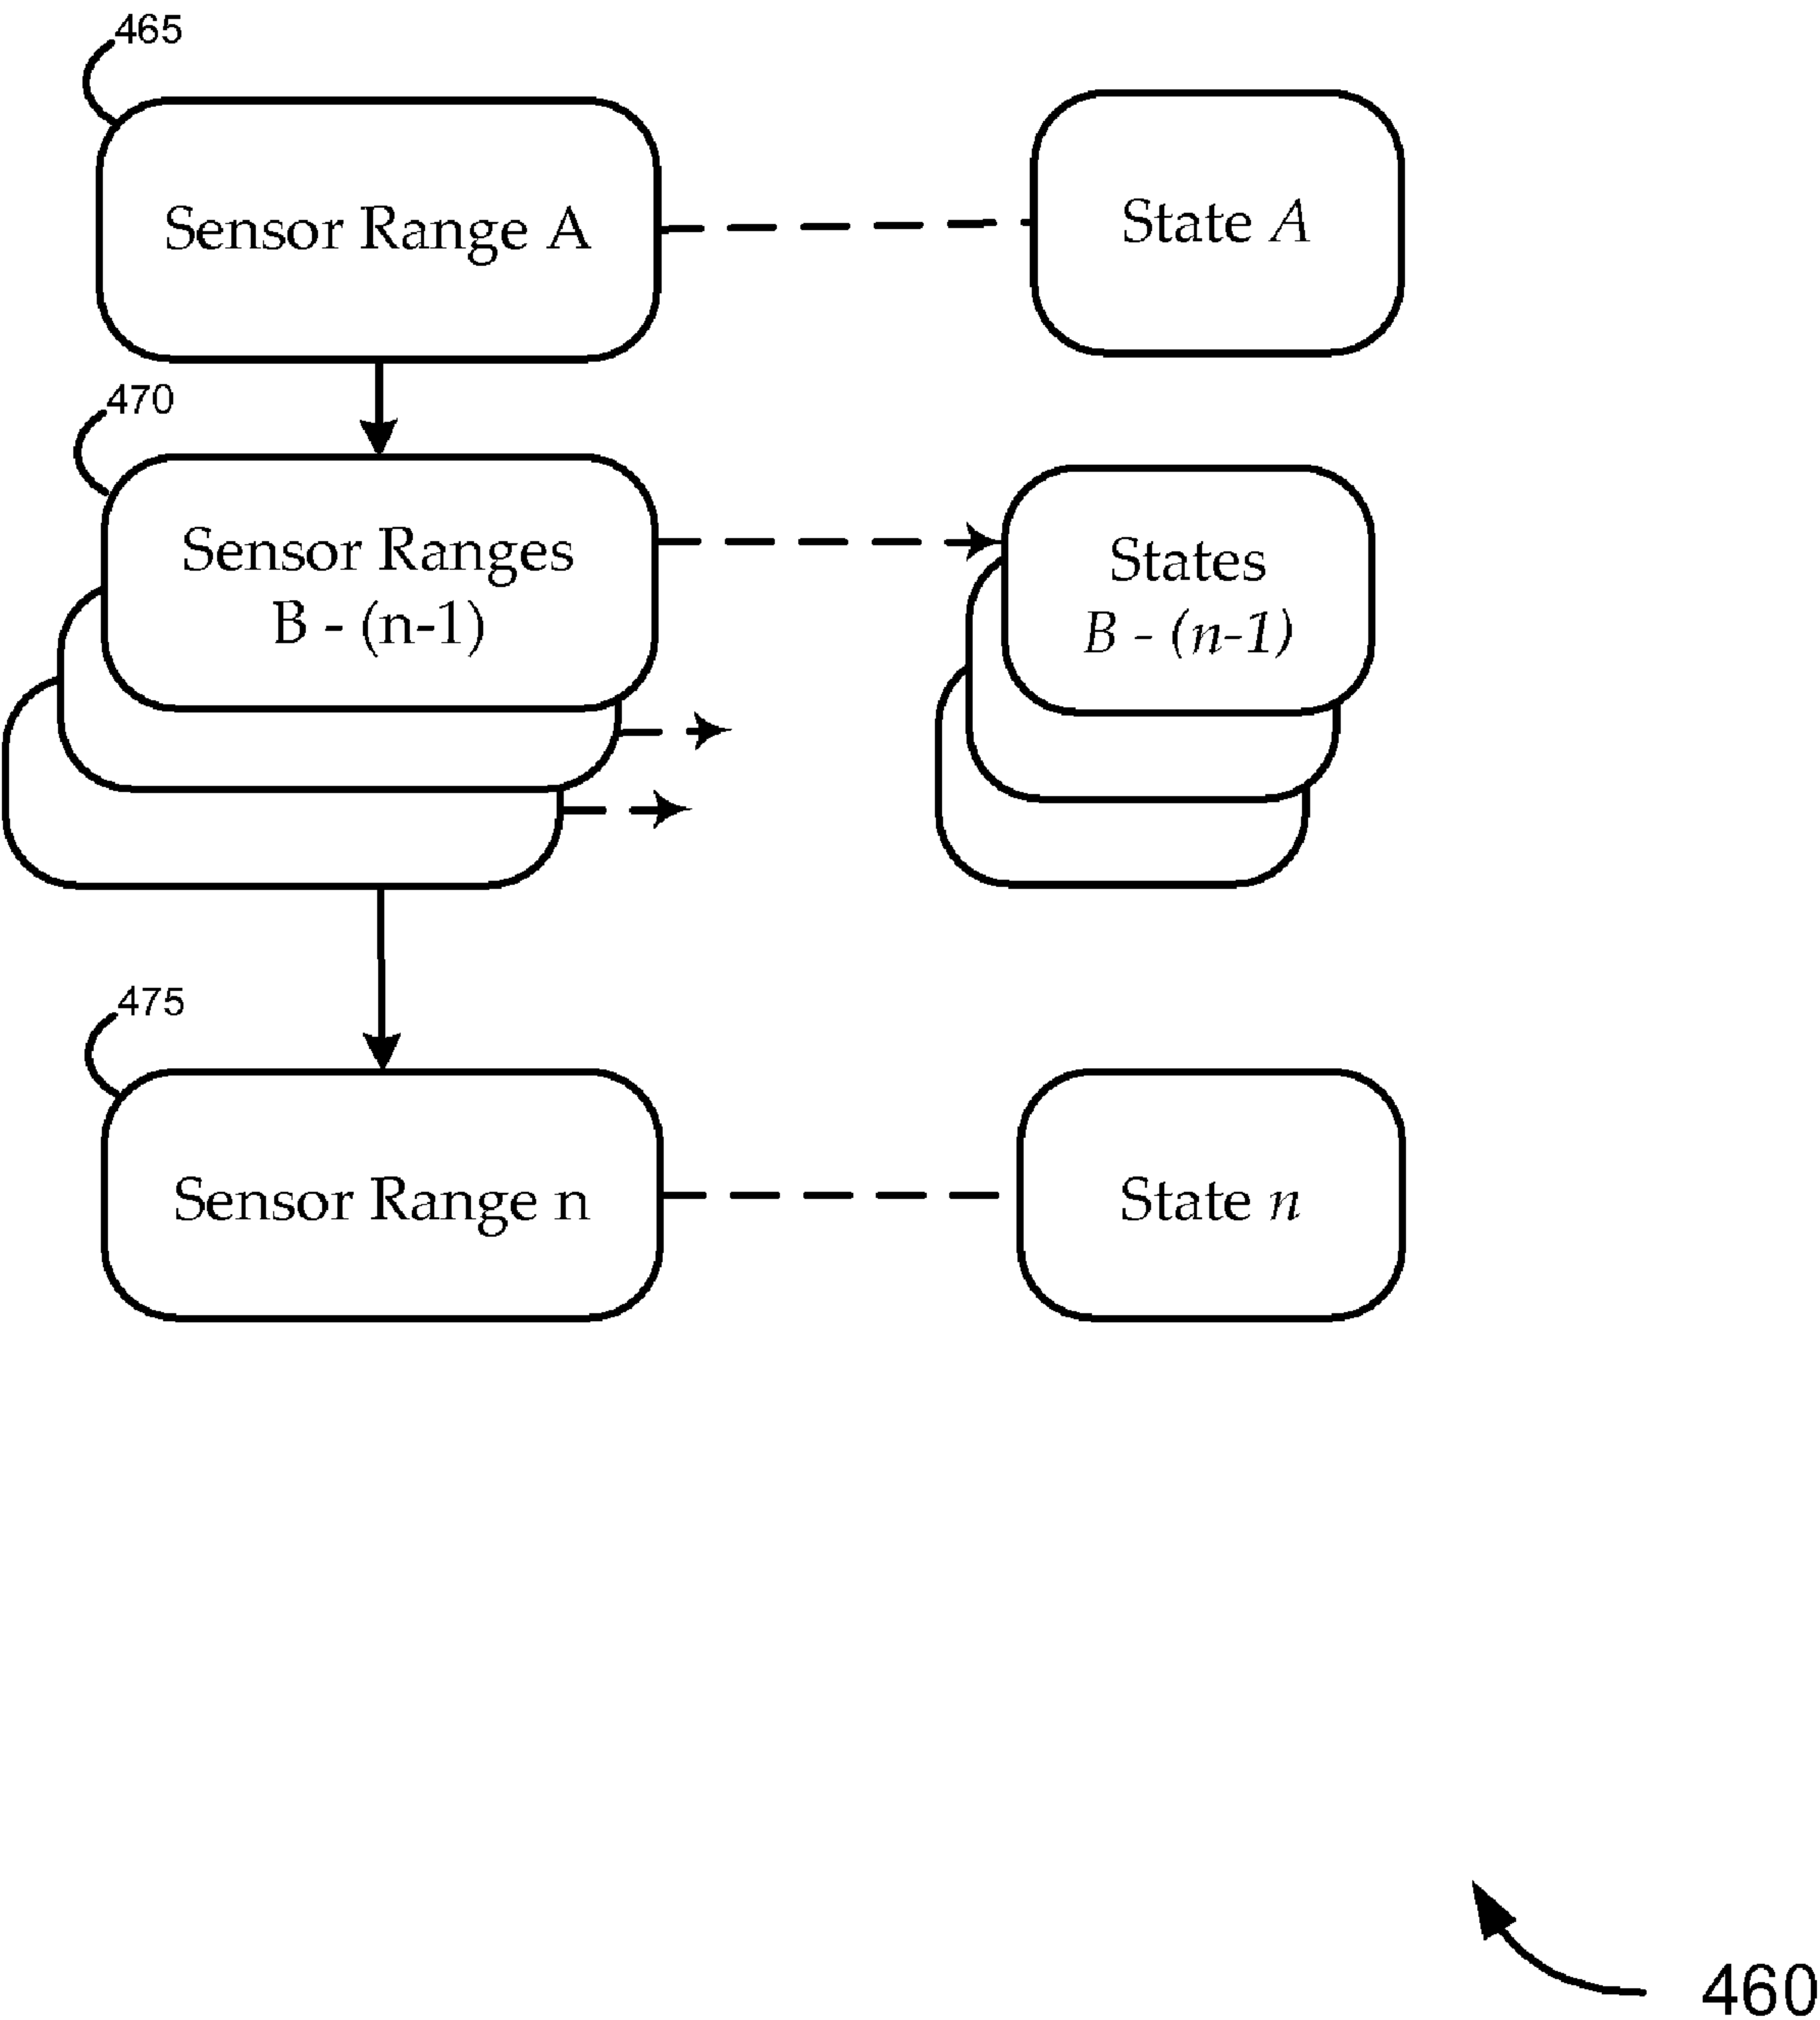 465
Sensor Range A
State A
470
Sensor Ranges
B - (n-1)
States
B - (n-1)
475
Sensor Range n
State n
460